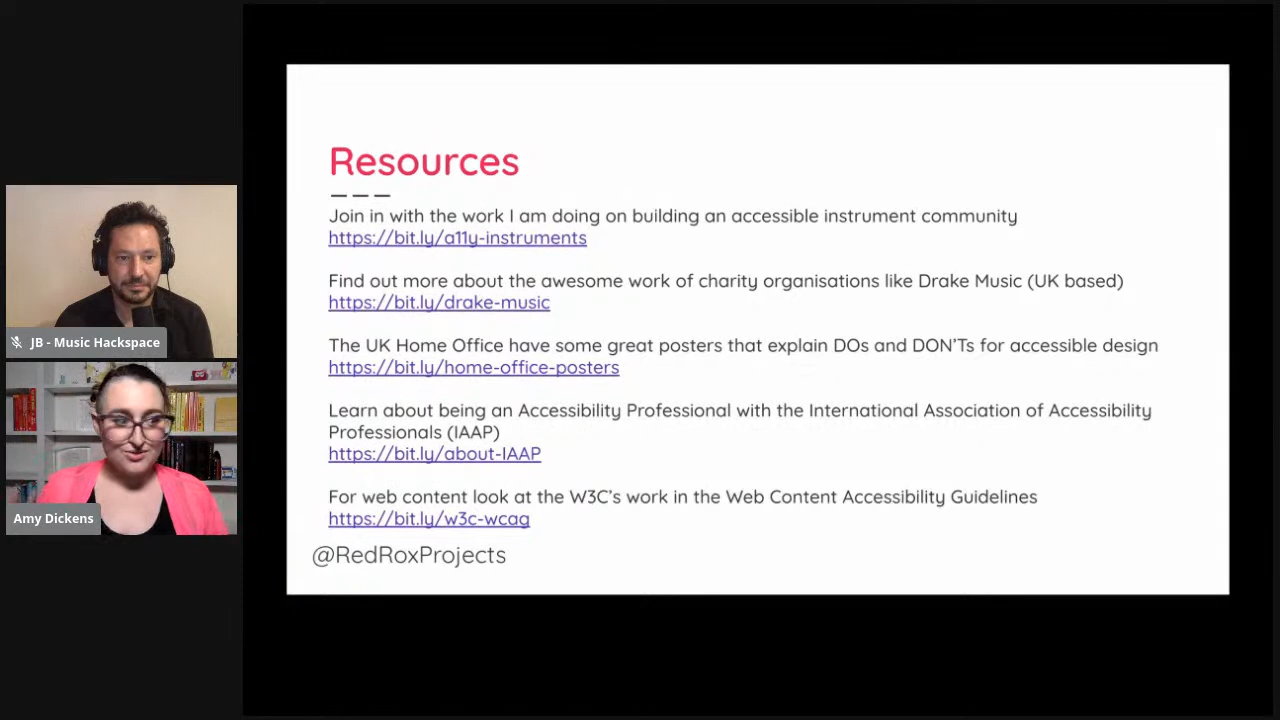 Resources
Join in with the work I am doing on building an accessible instrument community
https://bit.ly/a11y-instruments
Find out more about the awesome work of charity organisations like Drake Music (UK based)
https://bit.ly/drake-music
The UK Home Office have some great posters that explain DOs and DON'Ts for accessible design
https://bit.ly/home-office-posters
Learn about being an Accessibility Professional with the International Association of Accessibility
Professionals (IAAP)
https://bit.ly/about-IAAP
For web content look at the W3C's work in the Web Content Accessibility Guidelines
https://bit.ly/w3c-wcag
@RedRoxProjects
JB - Music Hackspace
Amy Dickens